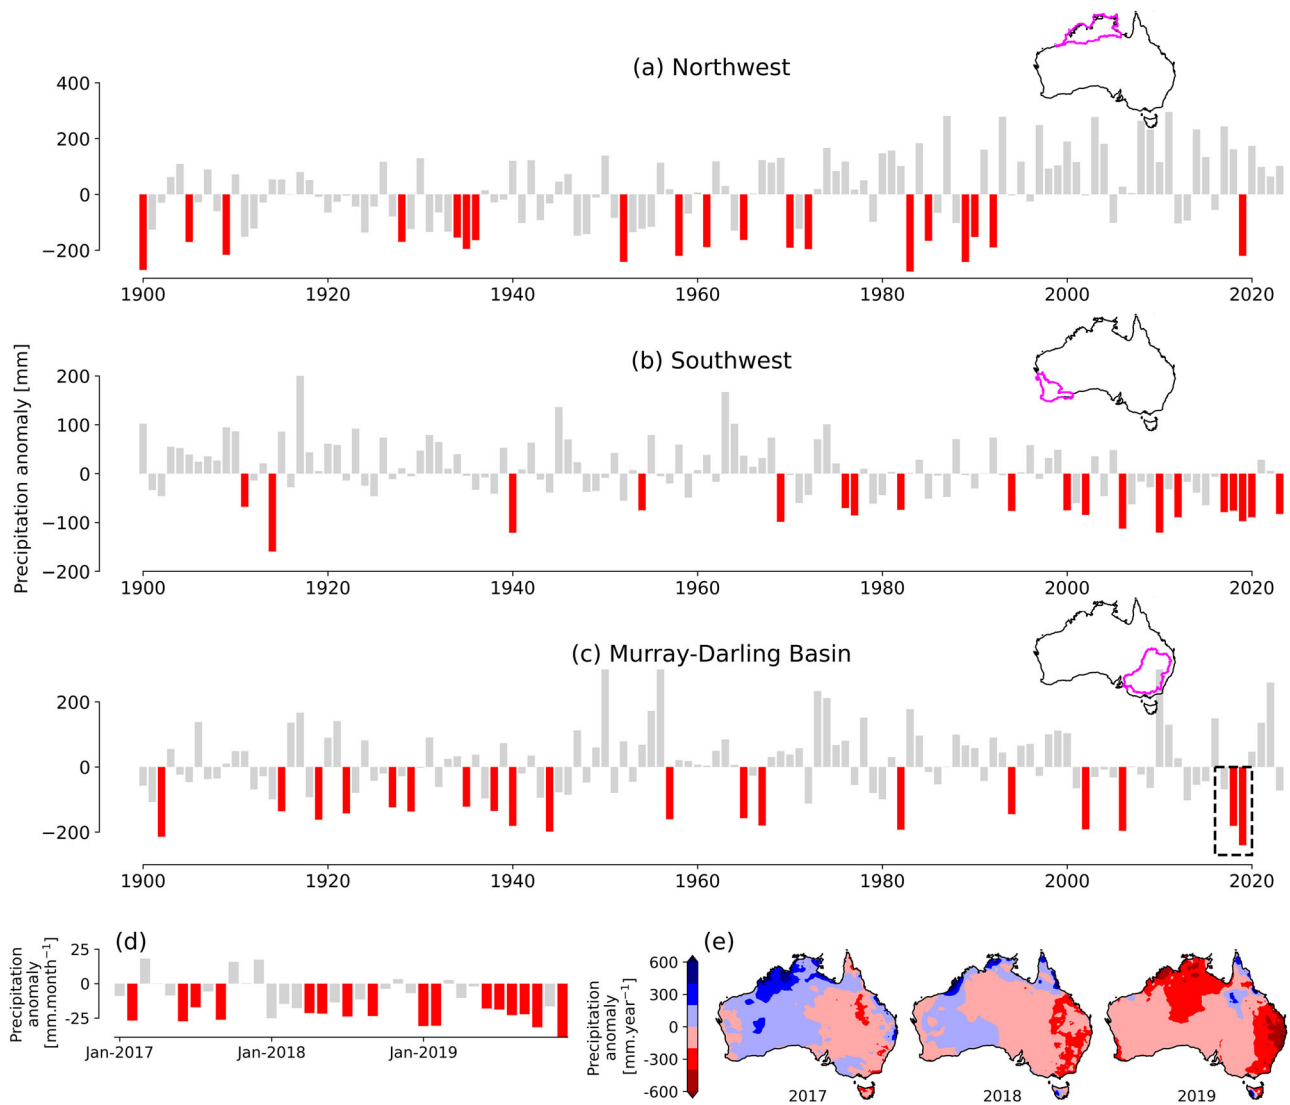 (a) Northwest
400
200
0
−200
1900 1920 1940 1960 1980 2000 2020
Precipitation anomaly [mm]
(b) Southwest
200
100
0
−100
−200
1900 1920 1940 1960 1980 2000 2020
(c) Murray-Darling Basin
200
0
−200
1900 1920 1940 1960 1980 2000 2020
(d)
Precipitation
anomaly
[mm.month⁻¹]
25
0
−25
Jan-2017 Jan-2018 Jan-2019
(e)
Precipitation
anomaly
[mm.year⁻¹]
600
300
0
-300
-600
2017 2018 2019